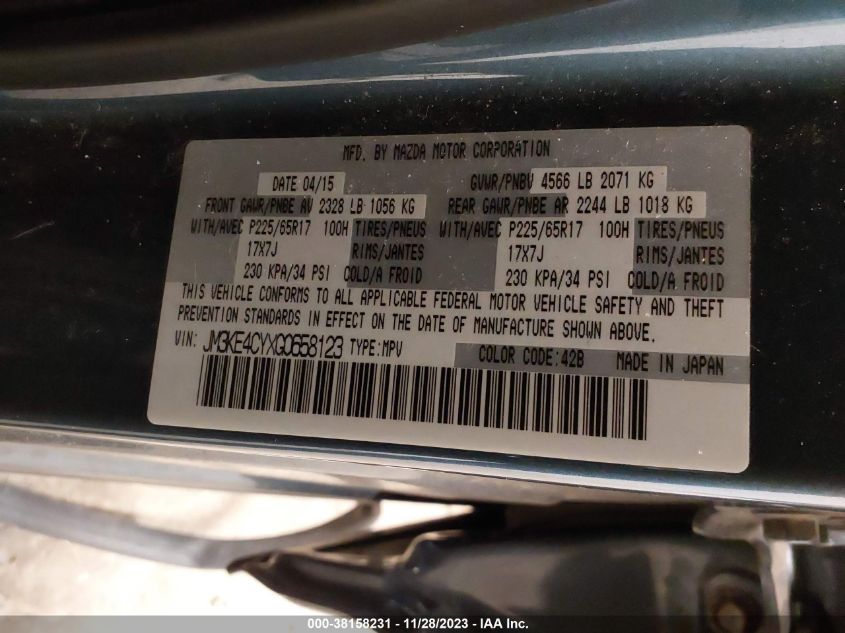 MFD. BY MAZDA MOTOR CORPORATION
DATE 04/15 GVWR/PNBV 4566 LB 2071 KG
FRONT GAWR/PNBE AV 2328 LB 1056 KG REAR GAWR/PNBE AR 2244 LB 1018 KG
WITH/AVEC P225/65R17 100H TIRES/PNEUS WITH/AVEC P225/65R17 100H TIRES/PNEUS
17X7J RIMS/JANTES 17X7J RIMS/JANTES
230 KPA/34 PSI COLD/A FROID 230 KPA/34 PSI COLD/A FROID
THIS VEHICLE CONFORMS TO ALL APPLICABLE FEDERAL MOTOR VEHICLE SAFETY AND THEFT
PREVENTION STANDARDS IN EFFECT ON THE DATE OF MANUFACTURE SHOWN ABOVE.
VIN: JM3KE4CYXG0658123 TYPE:MPV COLOR CODE:42B MADE IN JAPAN
000-38158231 - 11/28/2023 - IAA Inc.